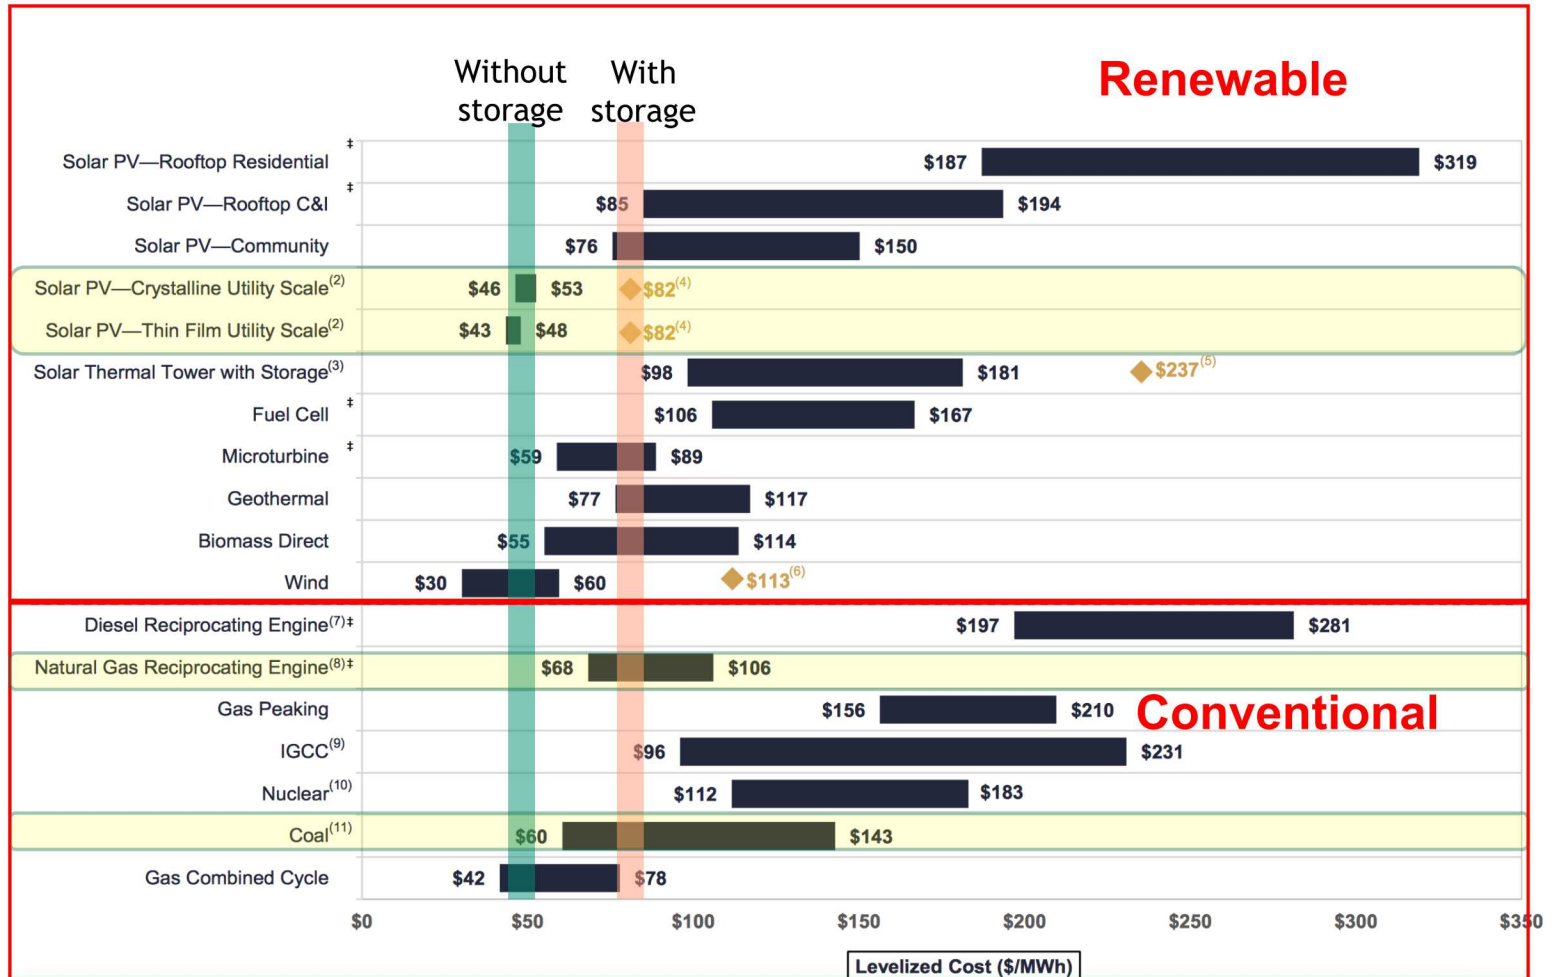 Without With
storage storage
Renewable
Solar PV—Rooftop Residential ‡ $187 $319
Solar PV—Rooftop C&I ‡ $85 $194
Solar PV—Community $76 $150
Solar PV—Crystalline Utility Scale(2) $46 $53 $82(4)
Solar PV—Thin Film Utility Scale(2) $43 $48 $82(4)
Solar Thermal Tower with Storage(3) $98 $181 $237(5)
Fuel Cell ‡ $106 $167
Microturbine ‡ $59 $89
Geothermal $77 $117
Biomass Direct $55 $114
Wind $30 $60 $113(6)
Diesel Reciprocating Engine(7)‡ $197 $281
Natural Gas Reciprocating Engine(8)‡ $68 $106
Gas Peaking $156 $210
Conventional
IGCC(9) $96 $231
Nuclear(10) $112 $183
Coal(11) $60 $143
Gas Combined Cycle $42 $78
$0 $50 $100 $150 $200 $250 $300 $350
Levelized Cost ($/MWh)